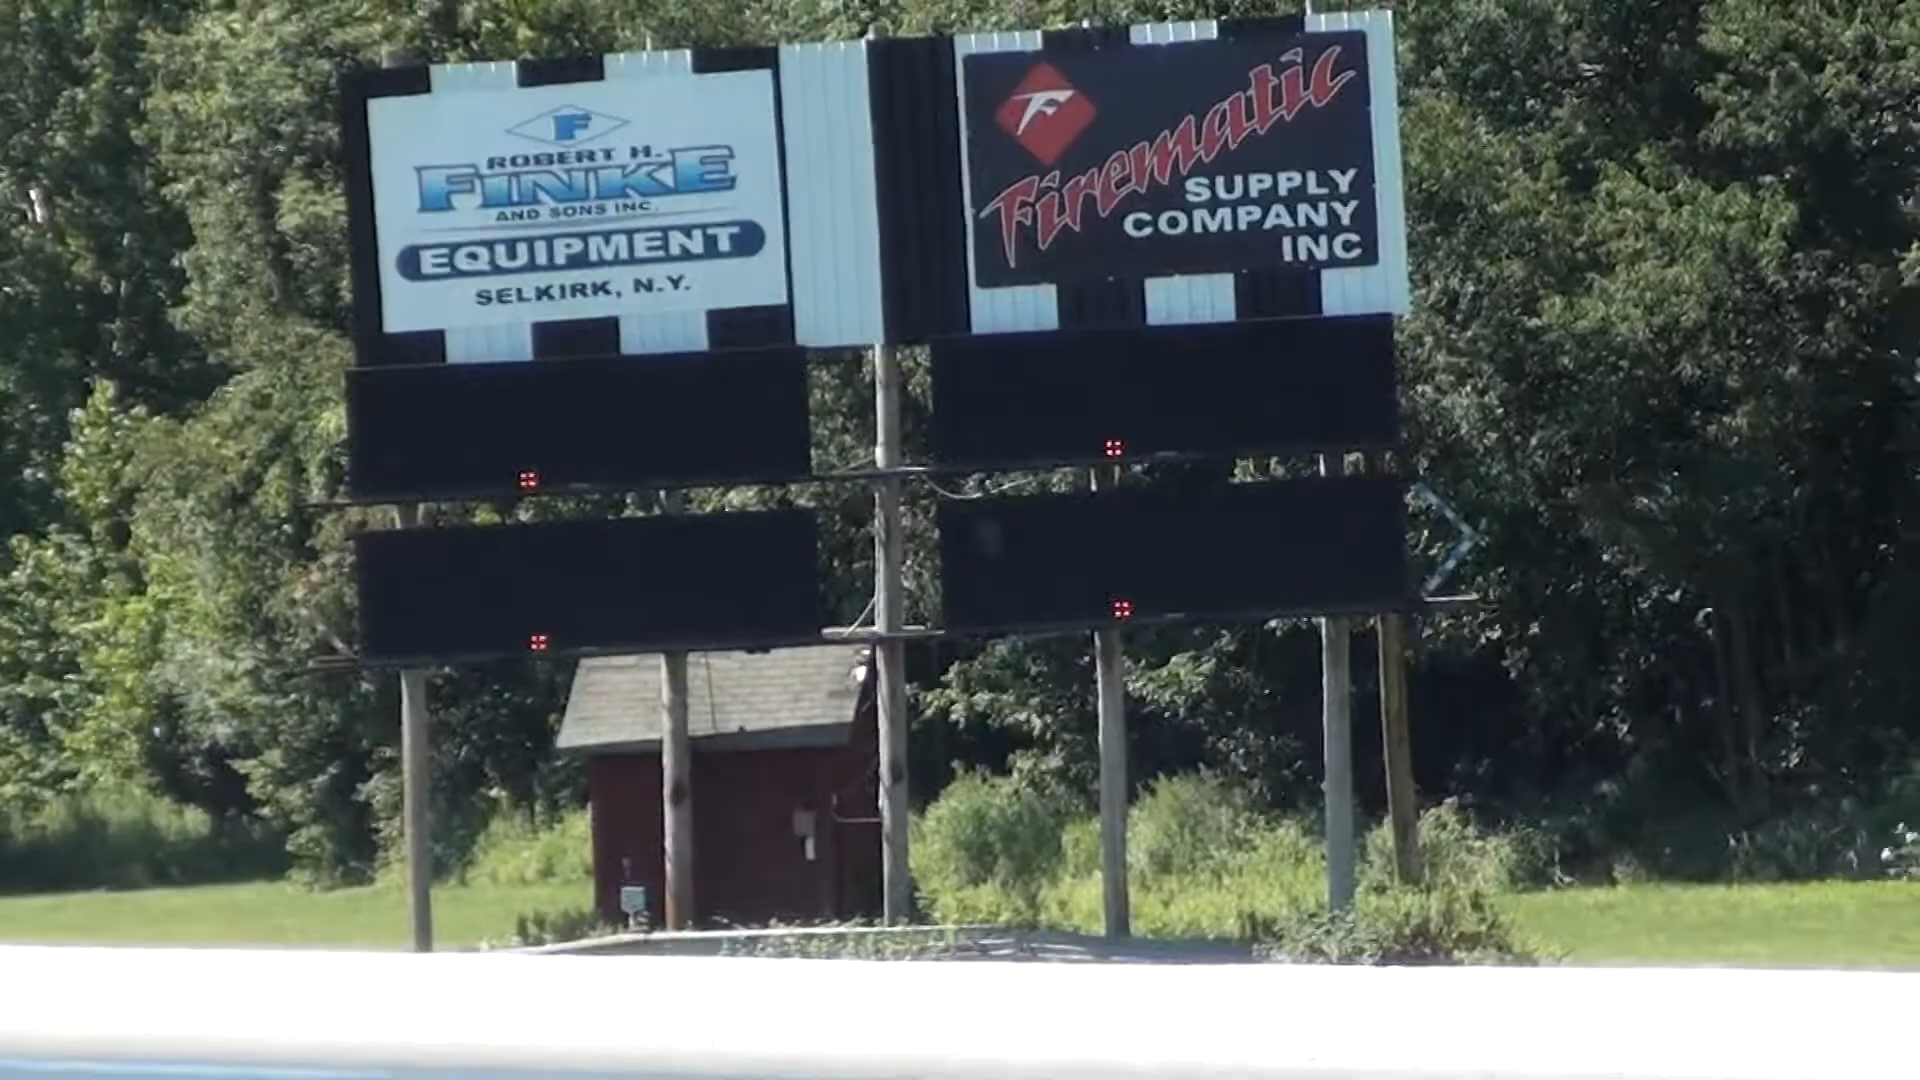 F
ROBERT H.
FINKE
AND SONS INC.
EQUIPMENT
SELKIRK, N.Y.
F
Firematic
SUPPLY
COMPANY
INC